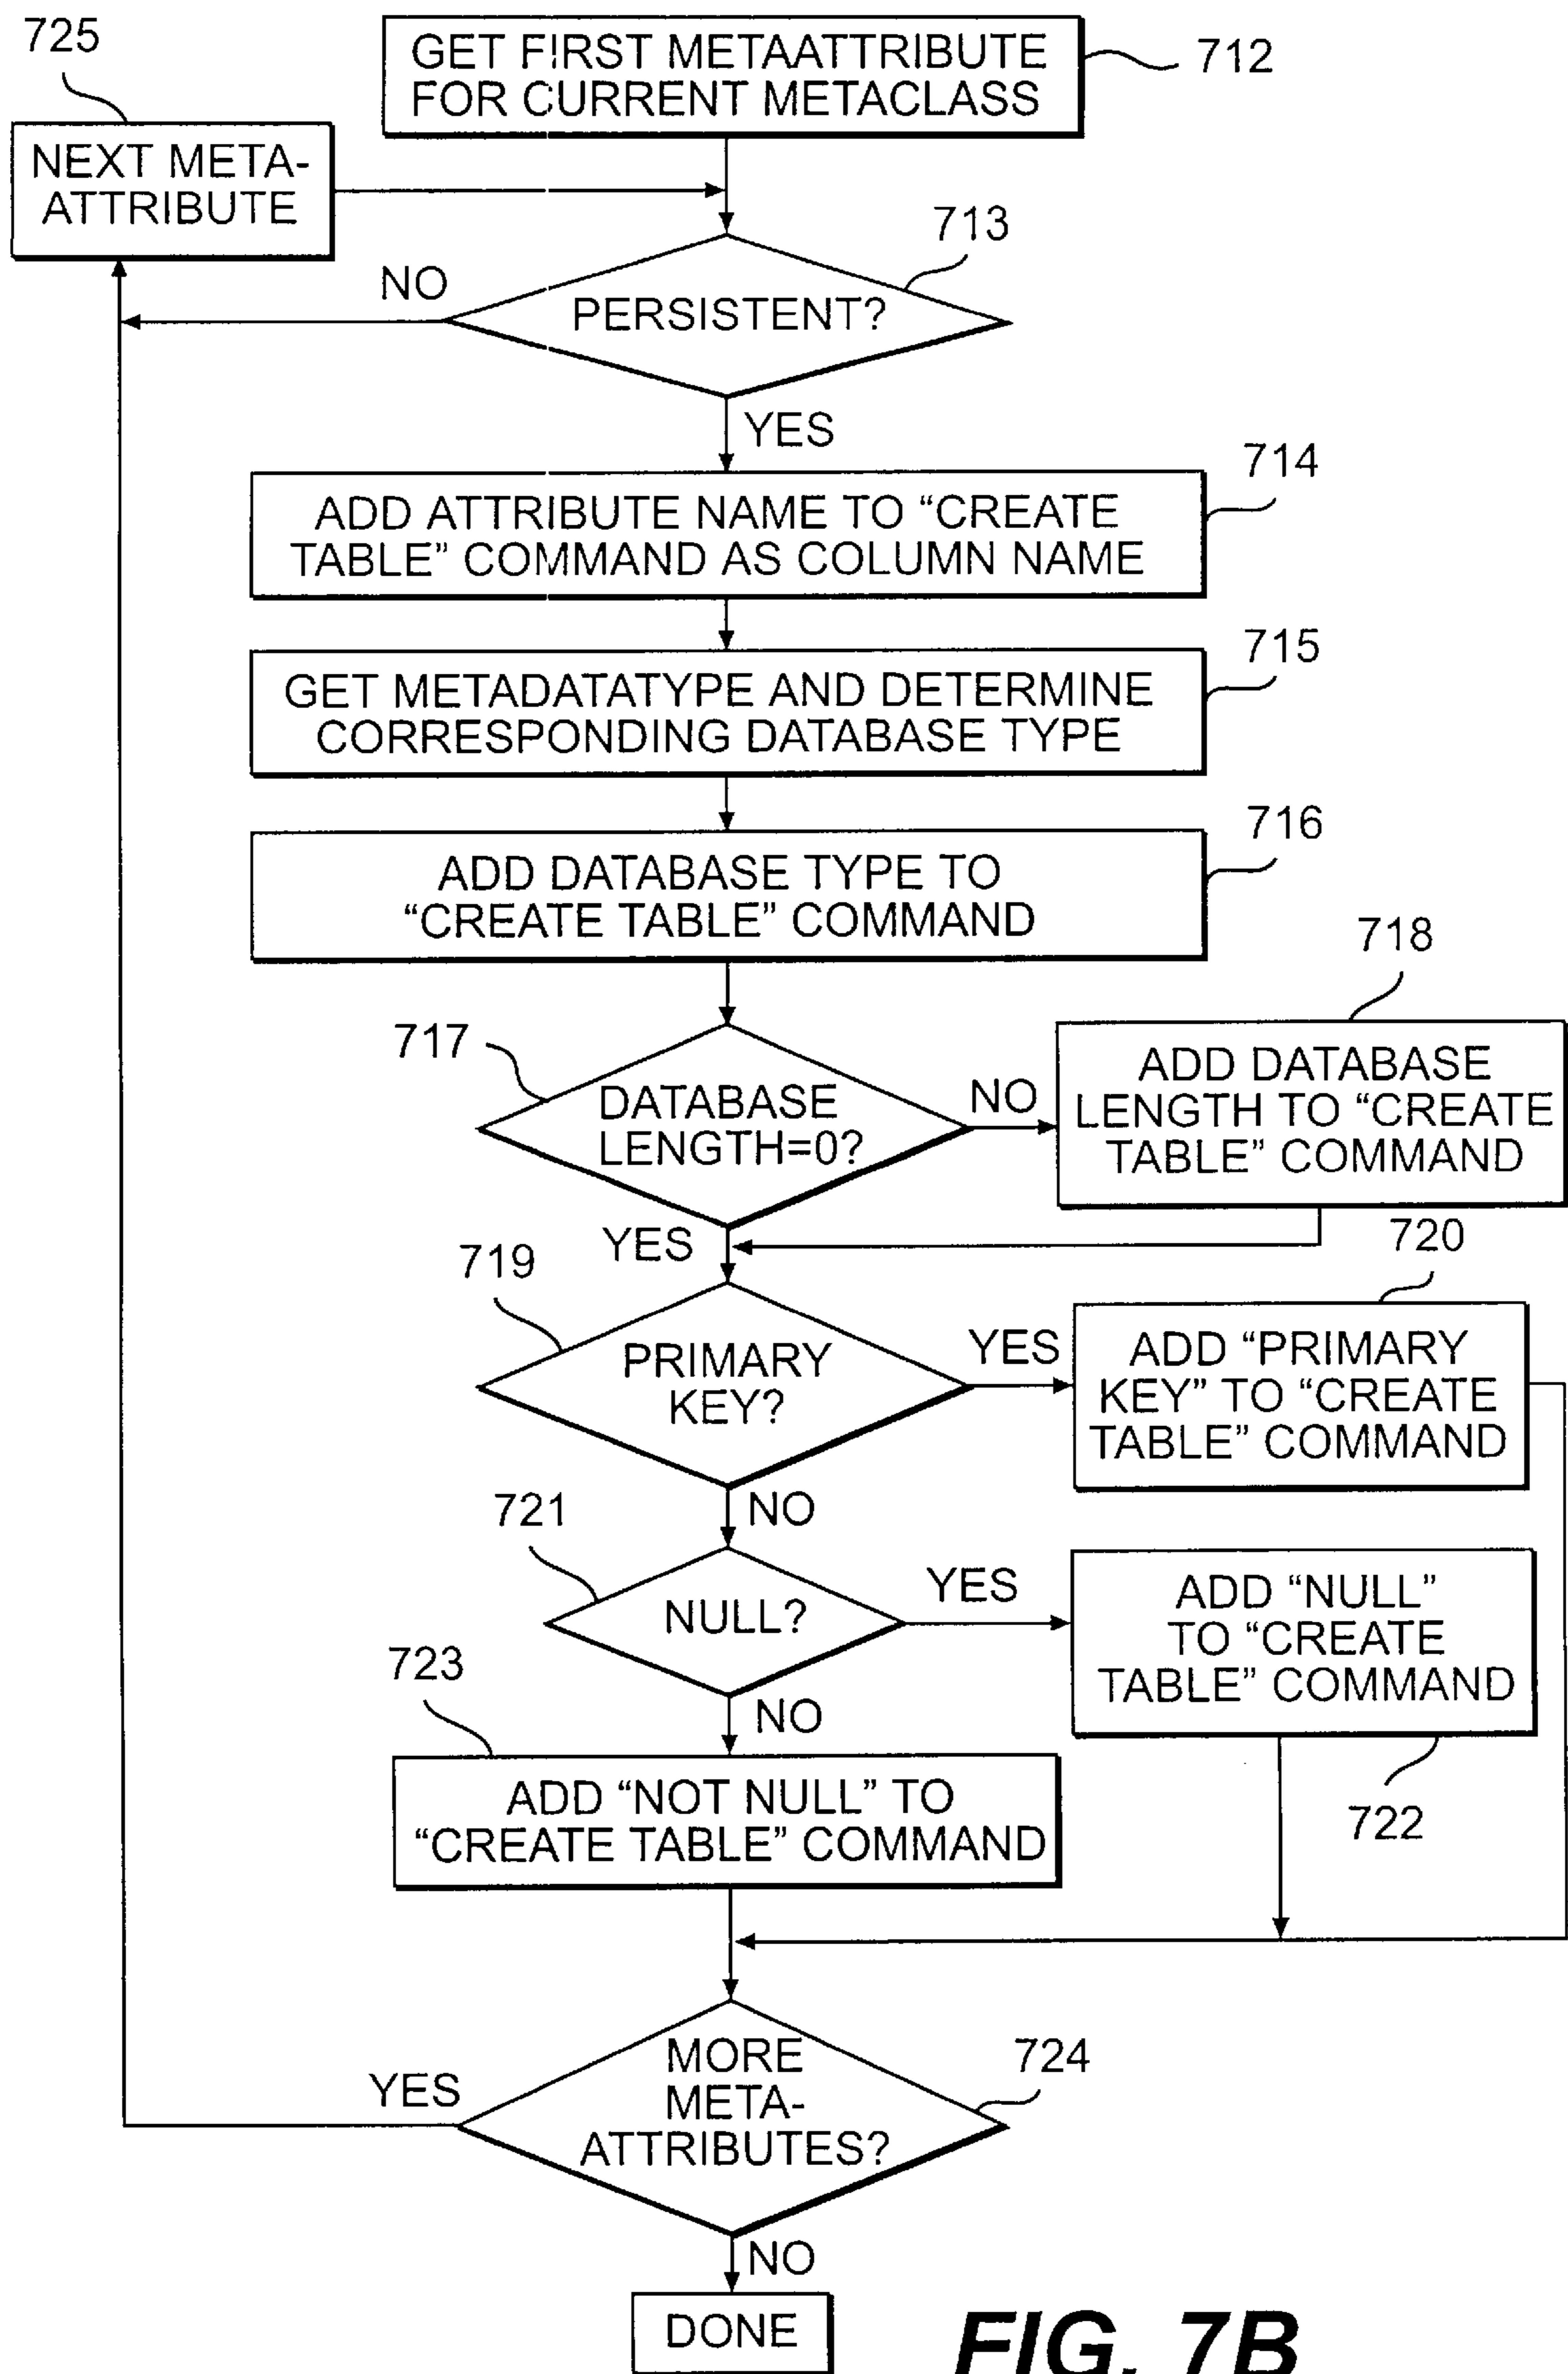 725
GET FIRST METAATTRIBUTE
FOR CURRENT METACLASS
712
NEXT META-
ATTRIBUTE
713
NO
PERSISTENT?
YES
714
ADD ATTRIBUTE NAME TO “CREATE
TABLE” COMMAND AS COLUMN NAME
715
GET METADATATYPE AND DETERMINE
CORRESPONDING DATABASE TYPE
716
ADD DATABASE TYPE TO
“CREATE TABLE” COMMAND
718
717
DATABASE
LENGTH=0?
NO
ADD DATABASE
LENGTH TO “CREATE
TABLE” COMMAND
YES
720
719
PRIMARY
KEY?
YES
ADD “PRIMARY
KEY” TO “CREATE
TABLE” COMMAND
NO
721
NULL?
YES
ADD “NULL”
TO “CREATE
TABLE” COMMAND
722
NO
723
ADD “NOT NULL” TO
“CREATE TABLE” COMMAND
724
MORE
META-
ATTRIBUTES?
YES
NO
DONE
FIG. 7B